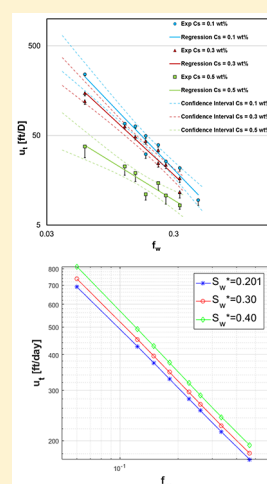 Exp Cs = 0.1 wt%
Regression Cs = 0.1 wt%
Exp Cs = 0.3 wt%
Regression Cs = 0.3 wt%
Exp Cs = 0.5 wt%
Regression Cs = 0.5 wt%
Confidence Interval Cs = 0.1 wt%
Confidence Interval Cs = 0.3 wt%
Confidence Interval Cs = 0.5 wt%
500
50
5
uₜ [ft/D]
0.03
0.3
f_w
800
700
600
500
400
300
200
uₜ [ft/day]
S_w*=0.201
S_w*=0.30
S_w*=0.40
10⁻¹
f